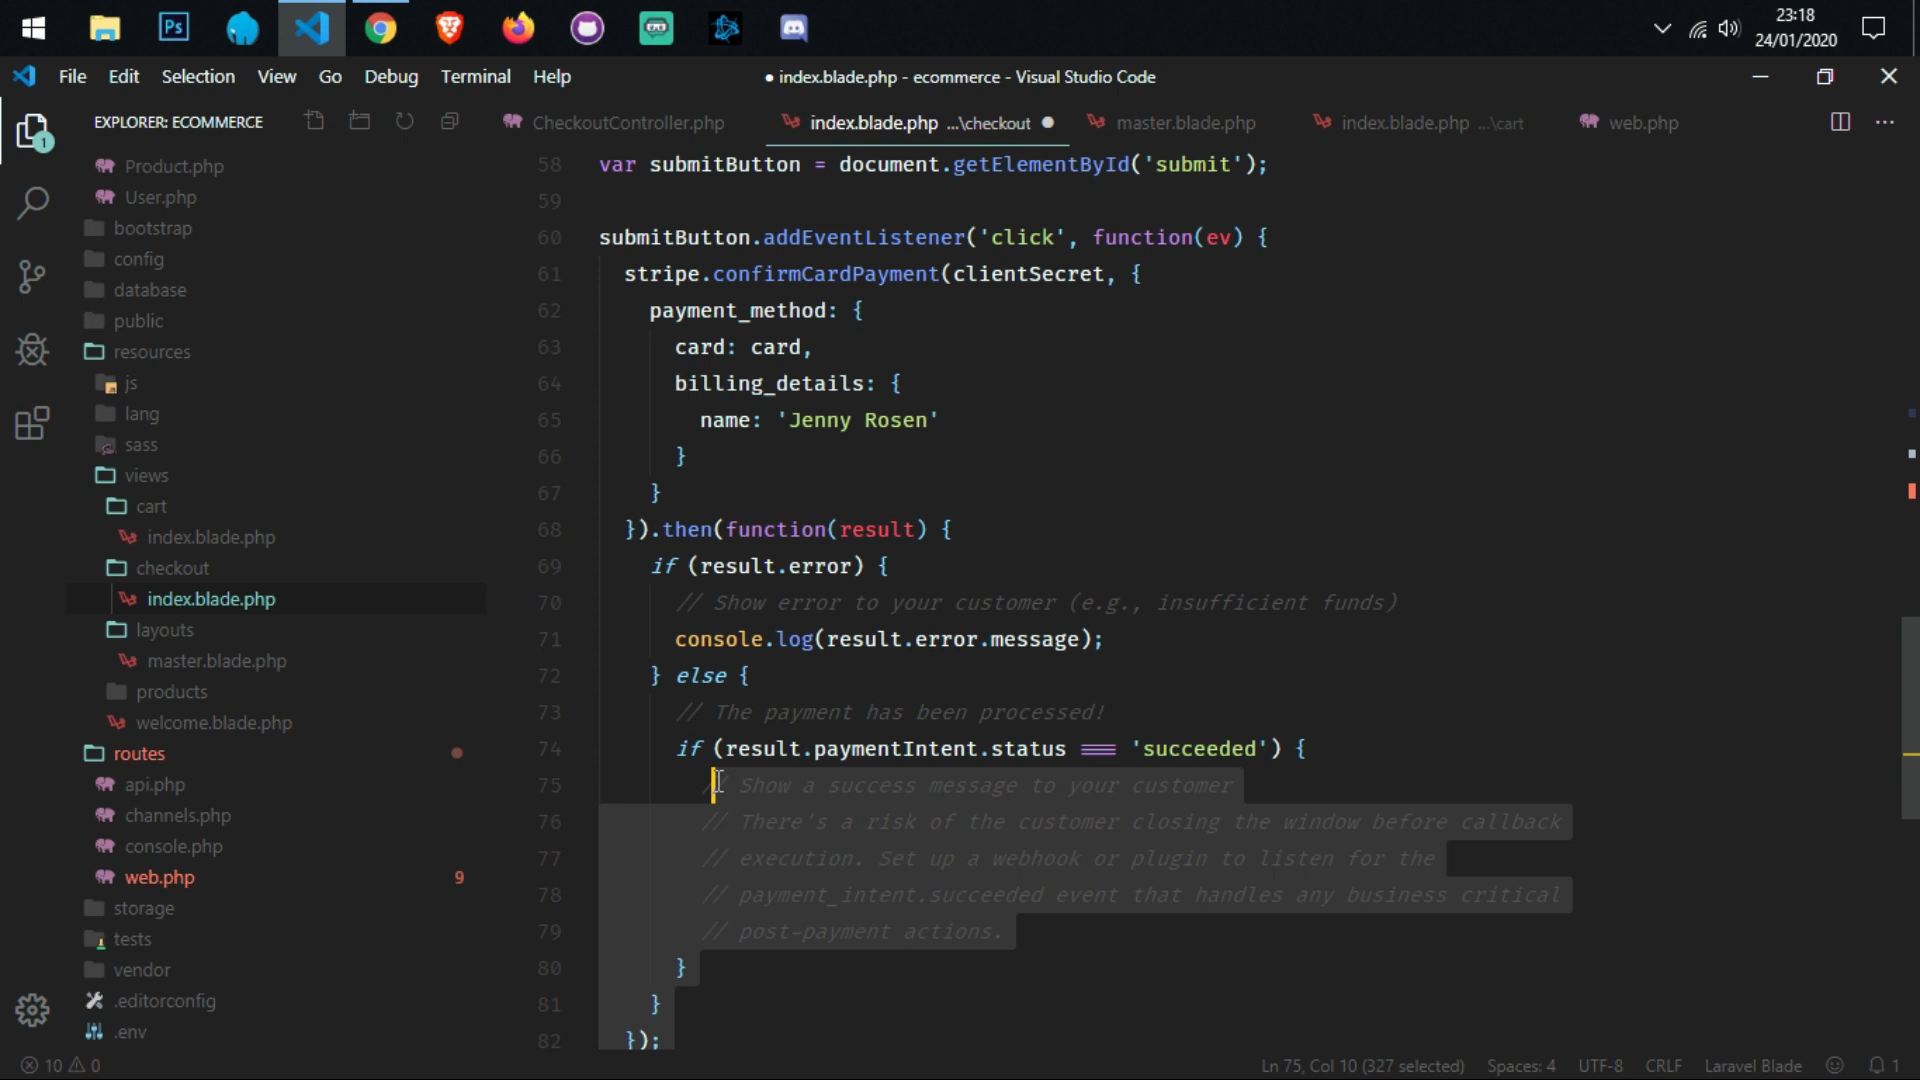 Ps
23:18
24/01/2020
File Edit Selection View Go Debug Terminal Help
● index.blade.php - ecommerce - Visual Studio Code
EXPLORER: ECOMMERCE
CheckoutController.php
index.blade.php ...\checkout
master.blade.php
index.blade.php ...\cart
web.php
1
Product.php
User.php
bootstrap
config
database
public
resources
js
lang
sass
views
cart
index.blade.php
checkout
index.blade.php
layouts
master.blade.php
products
welcome.blade.php
routes
api.php
channels.php
console.php
web.php 9
storage
tests
vendor
.editorconfig
.env
58 var submitButton = document.getElementById('submit');
59
60 submitButton.addEventListener('click', function(ev) {
61 stripe.confirmCardPayment(clientSecret, {
62 payment_method: {
63 card: card,
64 billing_details: {
65 name: 'Jenny Rosen'
66 }
67 }
68 }).then(function(result) {
69 if (result.error) {
70 // Show error to your customer (e.g., insufficient funds)
71 console.log(result.error.message);
72 } else {
73 // The payment has been processed!
74 if (result.paymentIntent.status === 'succeeded') {
75 // Show a success message to your customer
76 // There's a risk of the customer closing the window before callback
77 // execution. Set up a webhook or plugin to listen for the
78 // payment_intent.succeeded event that handles any business critical
79 // post-payment actions.
80 }
81 }
82 });
10 0
Ln 75, Col 10 (327 selected) Spaces: 4 UTF-8 CRLF Laravel Blade 1